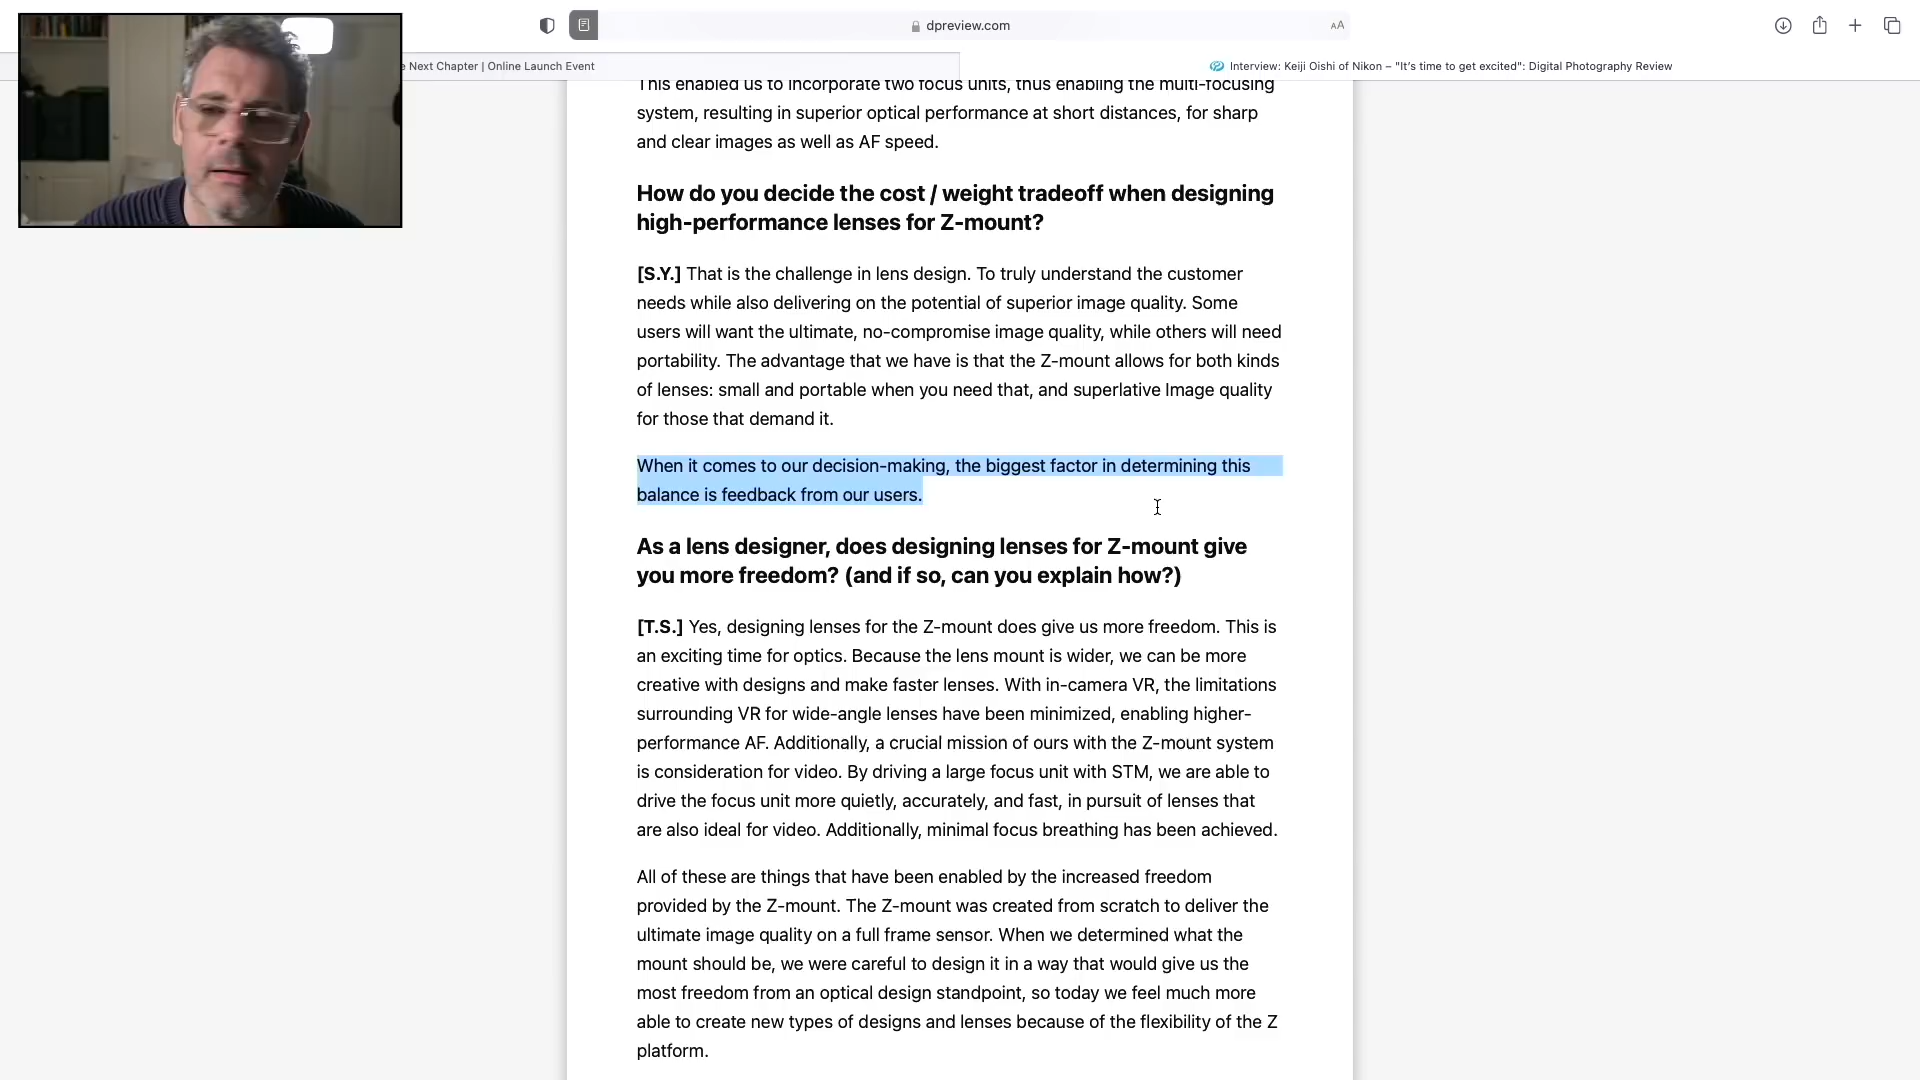 dpreview.com
AA
e Next Chapter | Online Launch Event
Interview: Keiji Oishi of Nikon – "It's time to get excited": Digital Photography Review
This enabled us to incorporate two focus units, thus enabling the multi-focusing
system, resulting in superior optical performance at short distances, for sharp
and clear images as well as AF speed.
How do you decide the cost / weight tradeoff when designing
high-performance lenses for Z-mount?
[S.Y.] That is the challenge in lens design. To truly understand the customer
needs while also delivering on the potential of superior image quality. Some
users will want the ultimate, no-compromise image quality, while others will need
portability. The advantage that we have is that the Z-mount allows for both kinds
of lenses: small and portable when you need that, and superlative Image quality
for those that demand it.
When it comes to our decision-making, the biggest factor in determining this
balance is feedback from our users.
As a lens designer, does designing lenses for Z-mount give
you more freedom? (and if so, can you explain how?)
[T.S.] Yes, designing lenses for the Z-mount does give us more freedom. This is
an exciting time for optics. Because the lens mount is wider, we can be more
creative with designs and make faster lenses. With in-camera VR, the limitations
surrounding VR for wide-angle lenses have been minimized, enabling higher-
performance AF. Additionally, a crucial mission of ours with the Z-mount system
is consideration for video. By driving a large focus unit with STM, we are able to
drive the focus unit more quietly, accurately, and fast, in pursuit of lenses that
are also ideal for video. Additionally, minimal focus breathing has been achieved.
All of these are things that have been enabled by the increased freedom
provided by the Z-mount. The Z-mount was created from scratch to deliver the
ultimate image quality on a full frame sensor. When we determined what the
mount should be, we were careful to design it in a way that would give us the
most freedom from an optical design standpoint, so today we feel much more
able to create new types of designs and lenses because of the flexibility of the Z
platform.